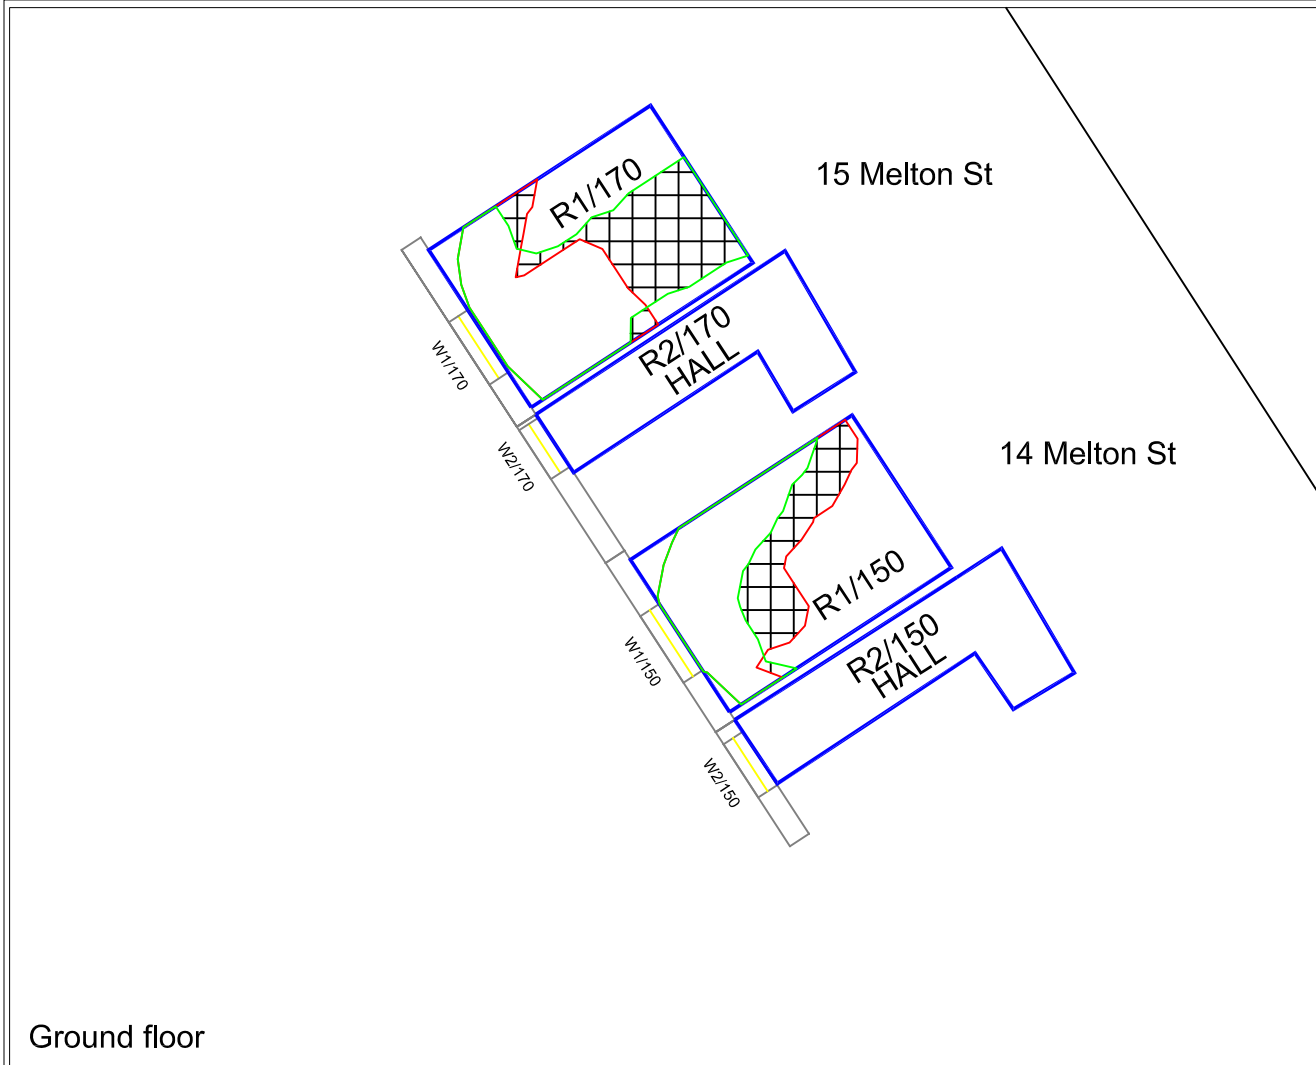 15 Melton St
R1/170
R2/170
HALL
W1/170
W2/170
14 Melton St
R1/150
R2/150
HALL
W1/150
W2/150
Ground floor